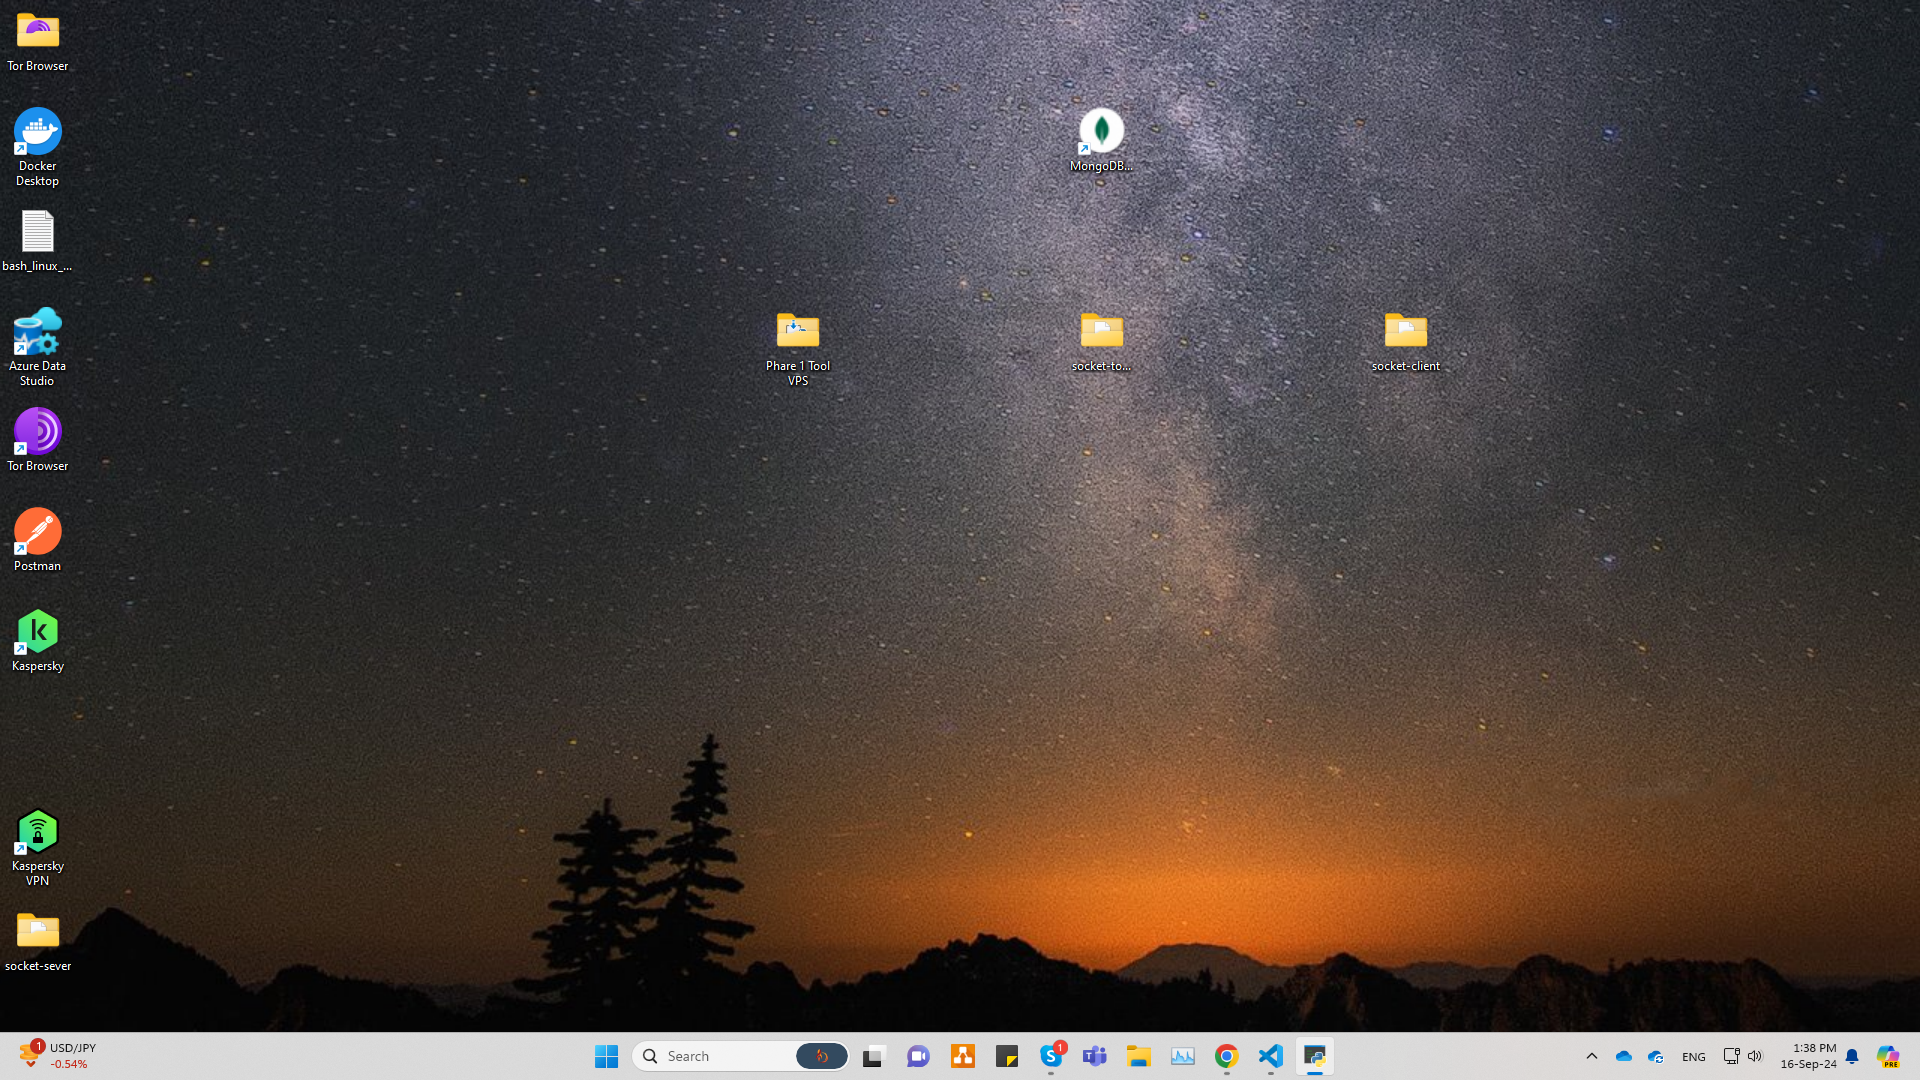 Tor Browser
Docker
Desktop
bash_linux_...
Azure Data
Studio
Tor Browser
Postman
Kaspersky
Kaspersky
VPN
socket-sever
MongoDB...
Phare 1 Tool
VPS
socket-to...
socket-client
1
USD/JPY
-0.54%
Search
1
ENG
1:38 PM
16-Sep-24
PRE